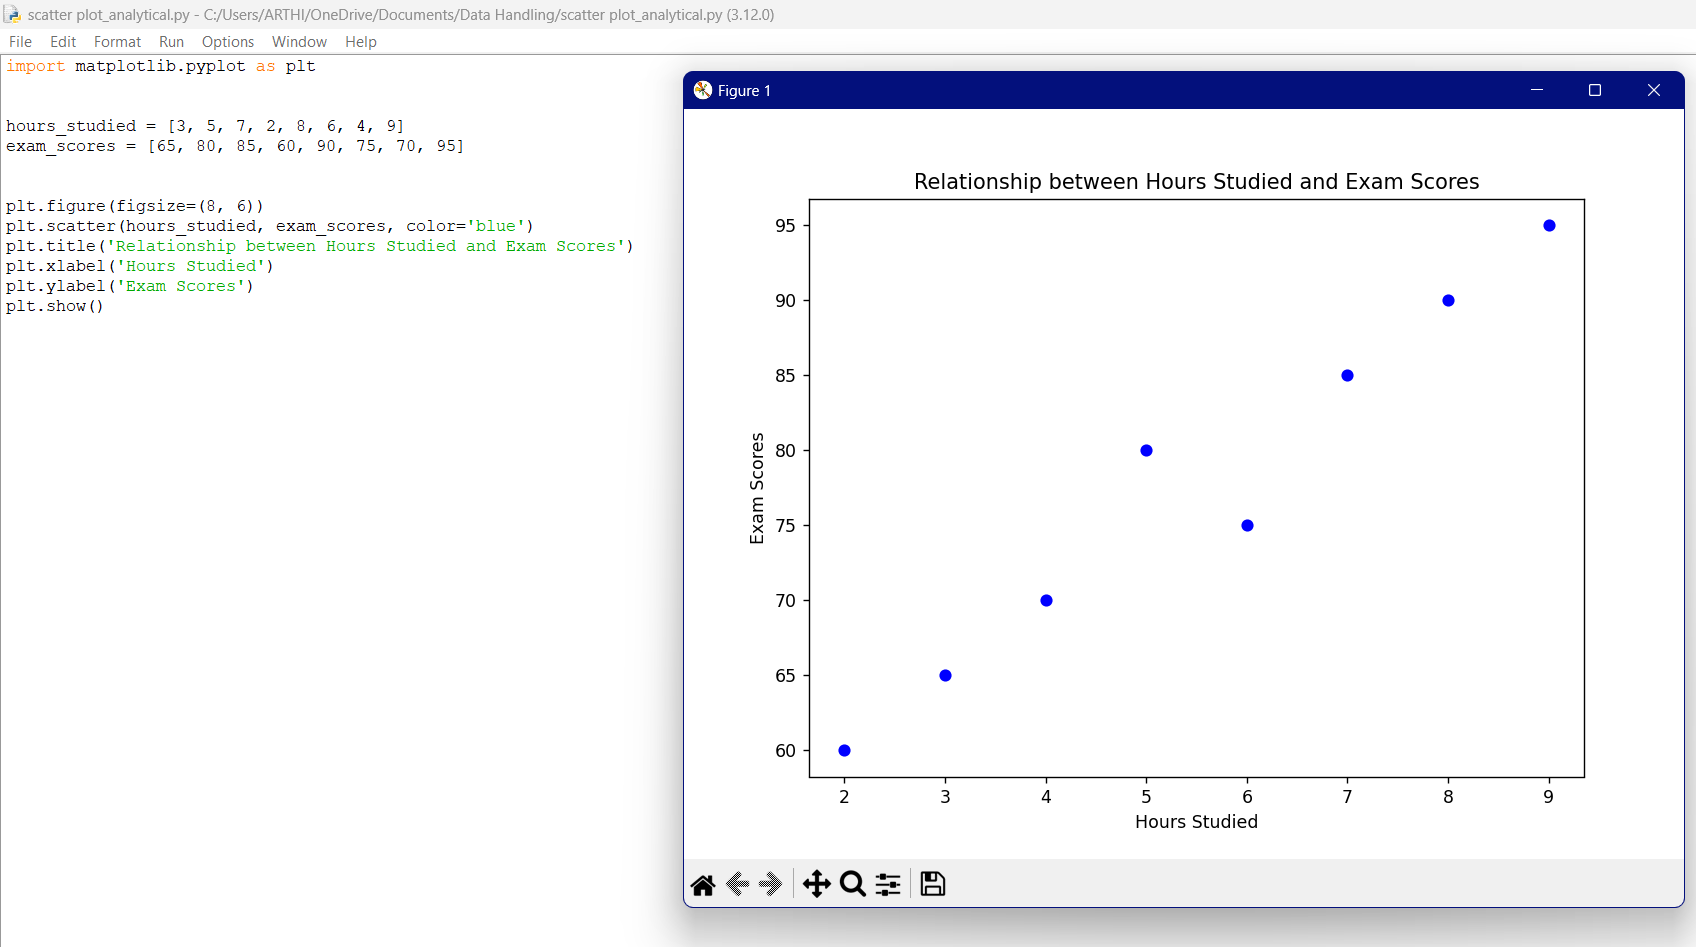 scatter plot_analytical.py - C:/Users/ARTHI/OneDrive/Documents/Data Handling/scatter plot_analytical.py (3.12.0)
File Edit Format Run Options Window Help
import matplotlib.pyplot as plt
hours_studied = [3, 5, 7, 2, 8, 6, 4, 9]
exam_scores = [65, 80, 85, 60, 90, 75, 70, 95]
plt.figure(figsize=(8, 6))
plt.scatter(hours_studied, exam_scores, color='blue')
plt.title('Relationship between Hours Studied and Exam Scores')
plt.xlabel('Hours Studied')
plt.ylabel('Exam Scores')
plt.show()
Figure 1
Relationship between Hours Studied and Exam Scores
95
90
85
80
75
70
65
60
Exam Scores
2 3 4 5 6 7 8 9
Hours Studied